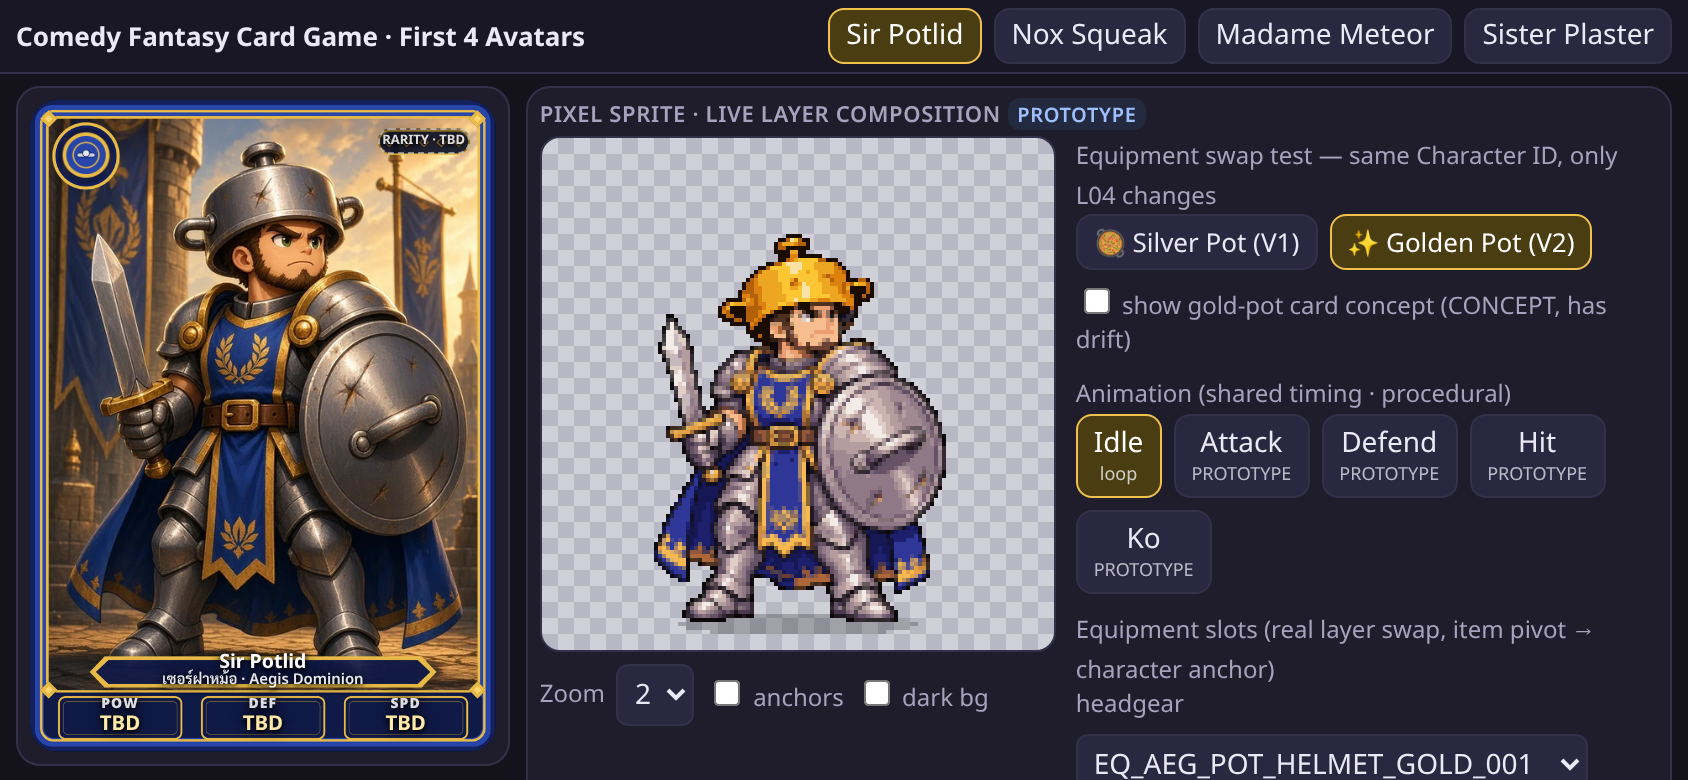 Comedy Fantasy Card Game · First 4 Avatars
Sir Potlid
Nox Squeak
Madame Meteor
Sister Plaster
RARITY · TBD
Sir Potlid
เซอร์ฝาหม้อ · Aegis Dominion
POW
TBD
DEF
TBD
SPD
TBD
PIXEL SPRITE · LIVE LAYER COMPOSITION PROTOTYPE
Zoom 2 anchors dark bg
Equipment swap test — same Character ID, only
L04 changes
🥘 Silver Pot (V1)
✨ Golden Pot (V2)
show gold-pot card concept (CONCEPT, has
drift)
Animation (shared timing · procedural)
Idle
loop
Attack
PROTOTYPE
Defend
PROTOTYPE
Hit
PROTOTYPE
Ko
PROTOTYPE
Equipment slots (real layer swap, item pivot →
character anchor)
headgear
EQ_AEG_POT_HELMET_GOLD_001